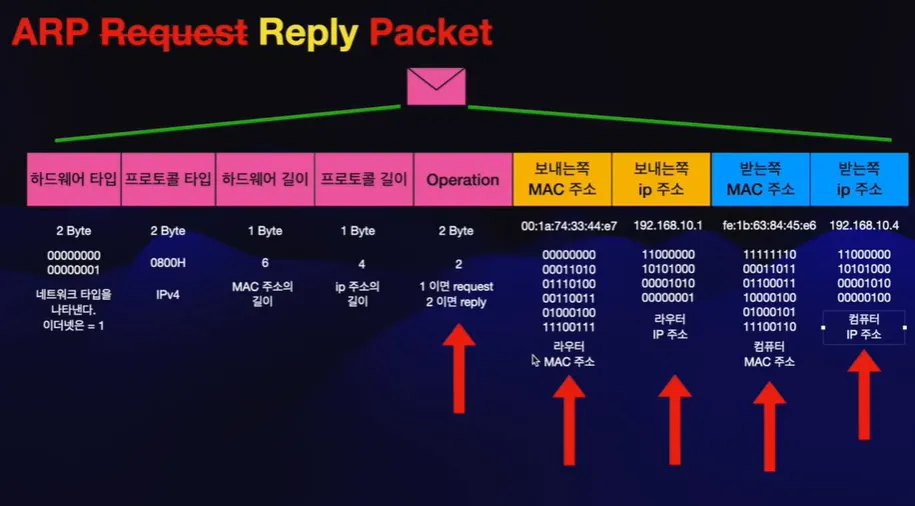 ARP Request Reply Packet
하드웨어 타입
프로토콜 타입
하드웨어 길이
프로토콜 길이
Operation
보내는쪽
MAC 주소
보내는쪽
ip 주소
받는쪽
MAC 주소
받는쪽
ip 주소
2 Byte
00000000
00000001
네트워크 타입을
나타낸다.
이더넷은 = 1
2 Byte
0800H
IPv4
1 Byte
6
MAC 주소의
길이
1 Byte
4
ip 주소의
길이
2 Byte
2
1 이면 request
2 이면 reply
00:1a:74:33:44:e7
00000000
00011010
01110100
00110011
01000100
11100111
라우터
MAC 주소
192.168.10.1
11000000
10101000
00001010
00000001
라우터
IP 주소
fe:1b:63:84:45:e6
11111110
00011011
01100011
10000100
01000101
11100110
컴퓨터
MAC 주소
192.168.10.4
11000000
10101000
00001010
00000100
컴퓨터
IP 주소